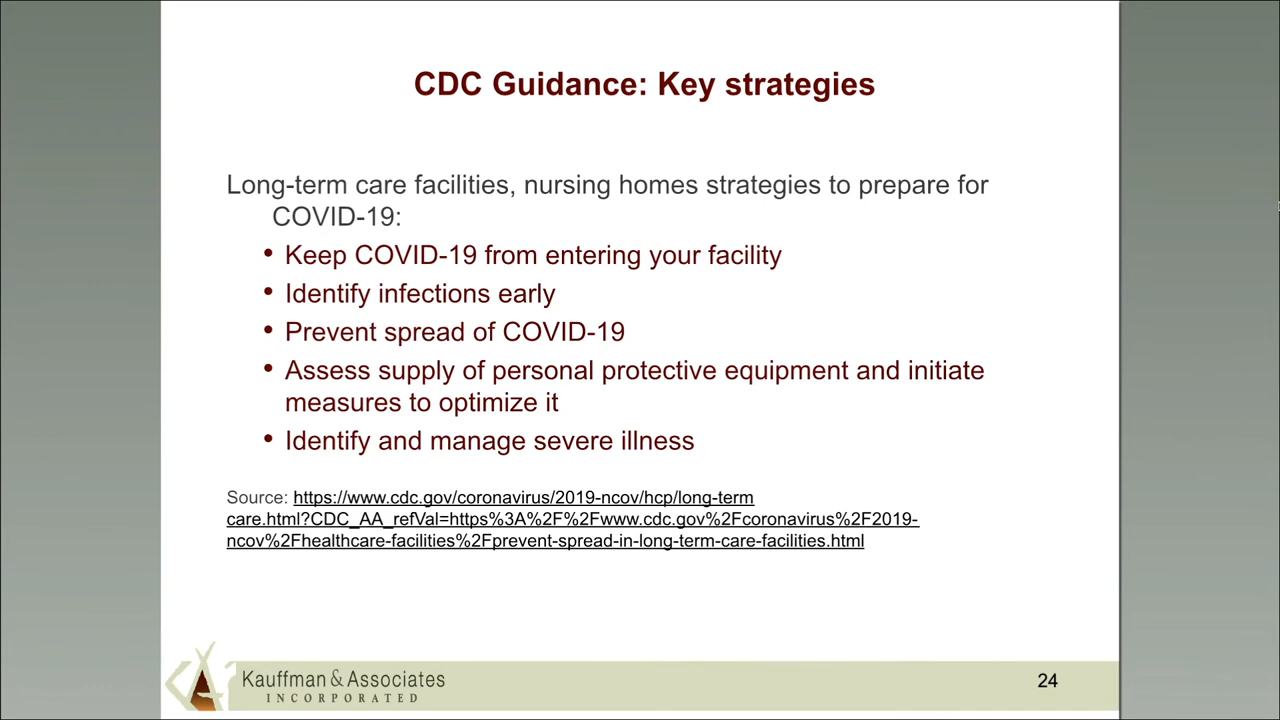 CDC Guidance: Key strategies
Long-term care facilities, nursing homes strategies to prepare for
COVID-19:
• Keep COVID-19 from entering your facility
• Identify infections early
• Prevent spread of COVID-19
• Assess supply of personal protective equipment and initiate
measures to optimize it
• Identify and manage severe illness
Source: https://www.cdc.gov/coronavirus/2019-ncov/hcp/long-term
care.html?CDC_AA_refVal=https%3A%2F%2Fwww.cdc.gov%2Fcoronavirus%2F2019-
ncov%2Fhealthcare-facilities%2Fprevent-spread-in-long-term-care-facilities.html
Kauffman & Associates
INCORPORATED
24